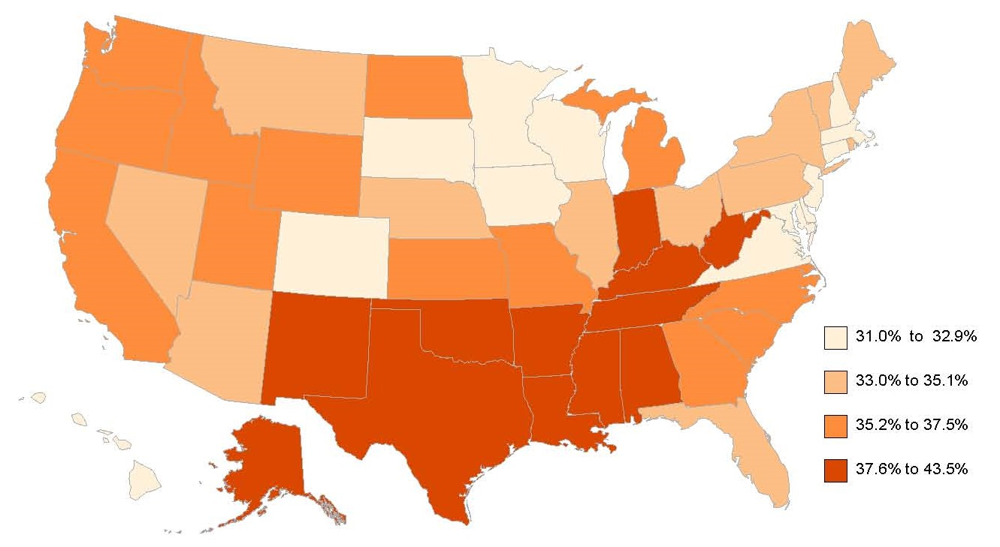 31.0% to 32.9%
33.0% to 35.1%
35.2% to 37.5%
37.6% to 43.5%